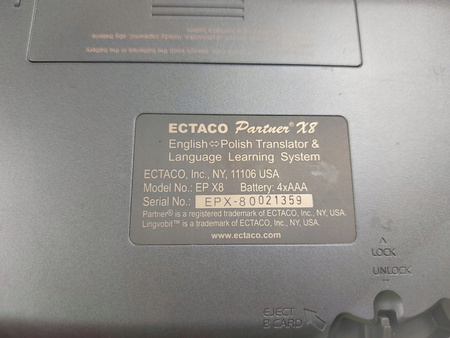 ECTACO Partner® X8
English⇔Polish Translator &
Language Learning System
ECTACO, Inc., NY, 11106 USA
Model No.: EP X8 Battery: 4xAAA
Serial No.: EPX-80021359
Partner® is a registered trademark of ECTACO, Inc., NY, USA.
Lingvobit™ is a trademark of ECTACO, Inc., NY, USA.
www.ectaco.com
LOCK
UNLOCK
EJECT
B CARD